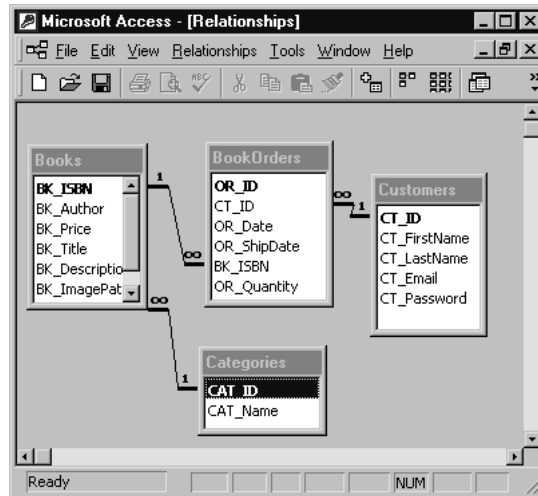 Microsoft Access - [Relationships]
File Edit View Relationships Tools Window Help
ABC
Books
BK_ISBN
BK_Author
BK_Price
BK_Title
BK_Descriptio
BK_ImagePat
1
∞
BookOrders
OR_ID
CT_ID
OR_Date
OR_ShipDate
BK_ISBN
OR_Quantity
∞
1
Customers
CT_ID
CT_FirstName
CT_LastName
CT_Email
CT_Password
∞
1
Categories
CAT_ID
CAT_Name
Ready NUM